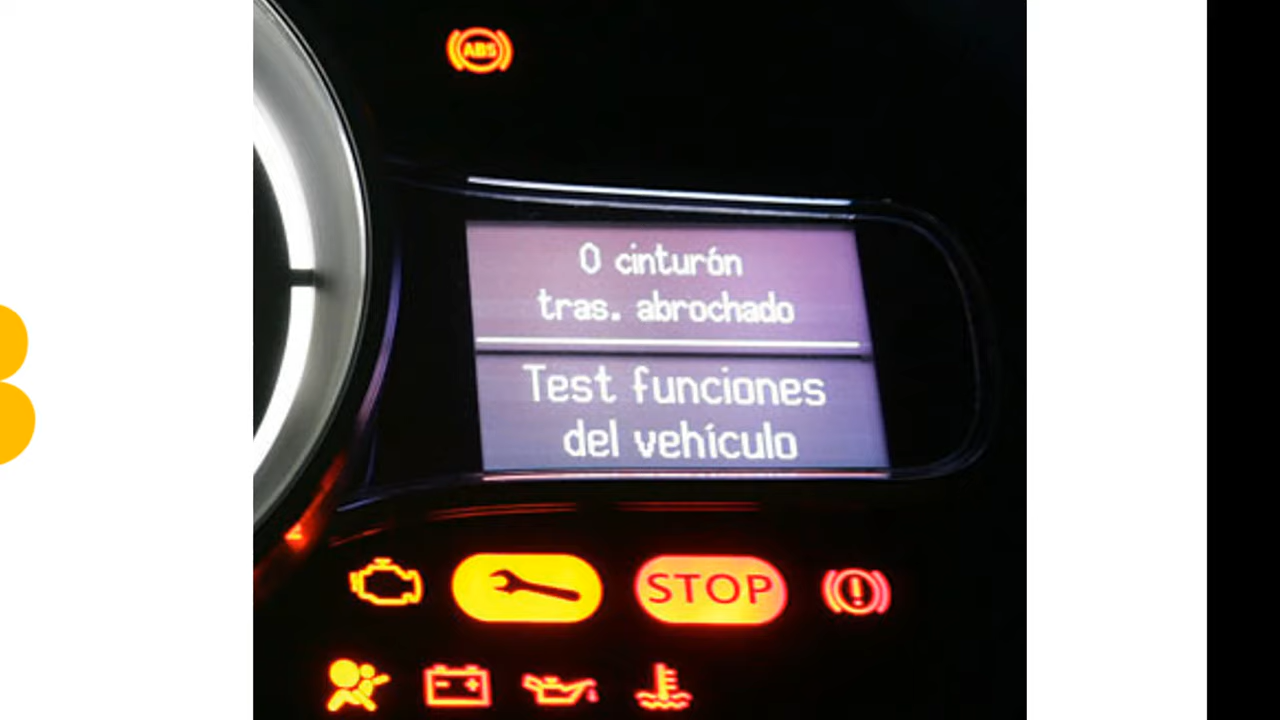 ABS
0 cinturón
tras. abrochado
Test funciones
del vehículo
STOP